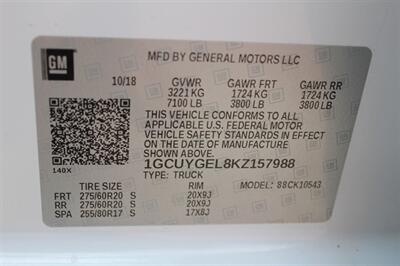 GM
MFD BY GENERAL MOTORS LLC
10/18 GVWR GAWR FRT GAWR RR
3221 KG 1724 KG 1724 KG
7100 LB 3800 LB 3800 LB
THIS VEHICLE CONFORMS TO ALL
APPLICABLE U.S. FEDERAL MOTOR
VEHICLE SAFETY STANDARDS IN EFFECT
ON THE DATE OF MANUFACTURE
SHOWN ABOVE.
1GCUYGEL8KZ157988
140X TYPE: TRUCK
TIRE SIZE RIM MODEL: 88CK10543
FRT 275/60R20 S 20X9J
RR 275/60R20 S 20X9J
SPA 255/80R17 S 17X8J